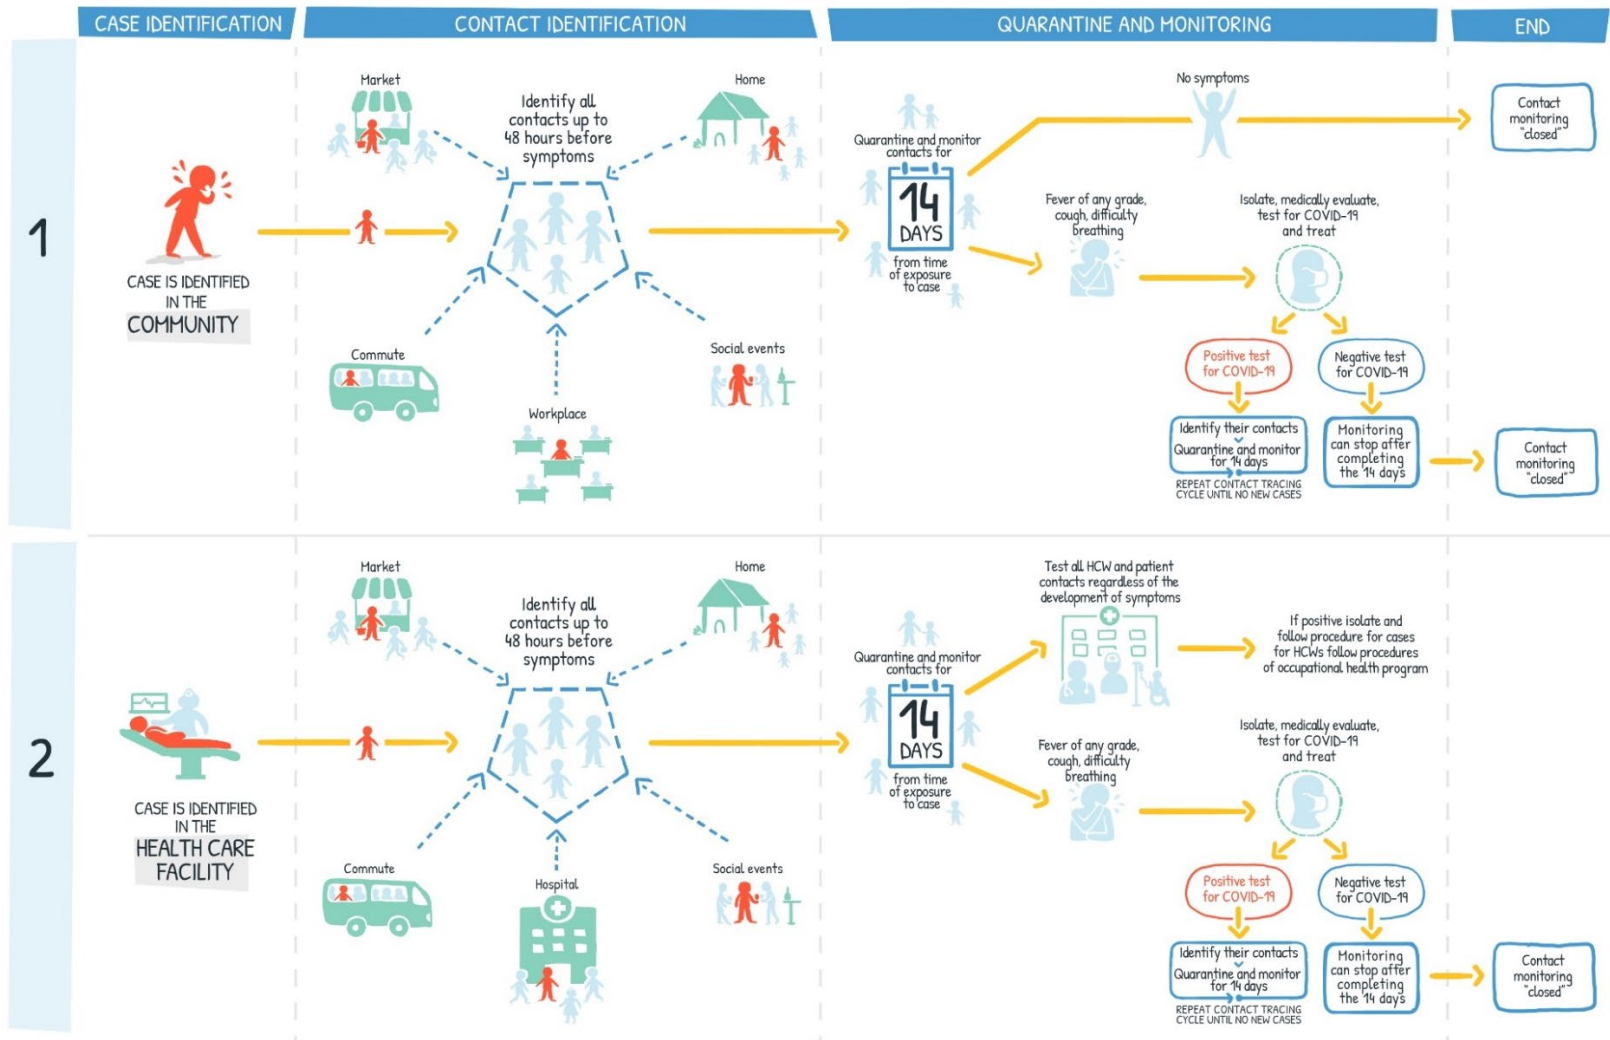 CASE IDENTIFICATION
CONTACT IDENTIFICATION
QUARANTINE AND MONITORING
END
1
CASE IS IDENTIFIED
IN THE
COMMUNITY
Market
Identify all
contacts up to
48 hours before
symptoms
Home
Commute
Workplace
Social events
Quarantine and monitor
contacts for
14
DAYS
from time
of exposure
to case
No symptoms
Contact
monitoring
"closed"
Fever of any grade,
cough, difficulty
breathing
Isolate, medically evaluate,
test for COVID-19
and treat
Positive test
for COVID-19
Negative test
for COVID-19
Identify their contacts
Quarantine and monitor
for 14 days
REPEAT CONTACT TRACING
CYCLE UNTIL NO NEW CASES
Monitoring
can stop after
completing
the 14 days
Contact
monitoring
"closed"
2
CASE IS IDENTIFIED
IN THE
HEALTH CARE
FACILITY
Market
Identify all
contacts up to
48 hours before
symptoms
Home
Commute
Hospital
Social events
Quarantine and monitor
contacts for
14
DAYS
from time
of exposure
to case
Test all HCW and patient
contacts regardless of the
development of symptoms
If positive isolate and
follow procedure for cases
for HCWs follow procedures
of occupational health program
Fever of any grade,
cough, difficulty
breathing
Isolate, medically evaluate,
test for COVID-19
and treat
Positive test
for COVID-19
Negative test
for COVID-19
Identify their contacts
Quarantine and monitor
for 14 days
REPEAT CONTACT TRACING
CYCLE UNTIL NO NEW CASES
Monitoring
can stop after
completing
the 14 days
Contact
monitoring
"closed"